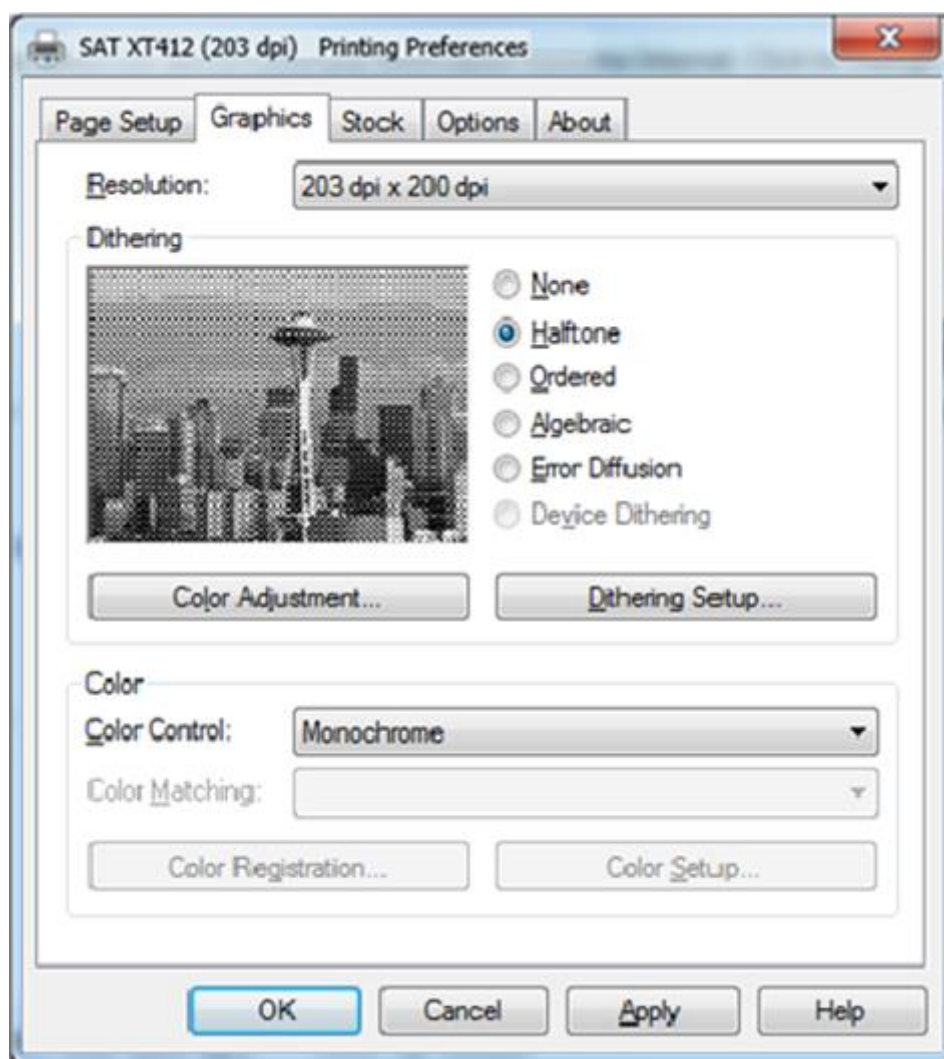 SAT XT412 (203 dpi) Printing Preferences
Page Setup Graphics Stock Options About
Resolution: 203 dpi x 200 dpi
Dithering
None
Halftone
Ordered
Algebraic
Error Diffusion
Device Dithering
Color Adjustment... Dithering Setup...
Color
Color Control: Monochrome
Color Matching:
Color Registration... Color Setup...
OK Cancel Apply Help